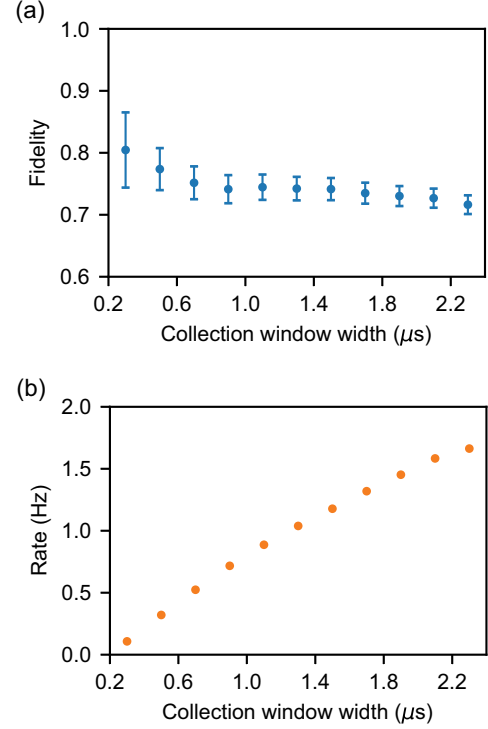 (a)
1.0
0.9
0.8
0.7
0.6
Fidelity
0.2 0.6 1.0 1.4 1.8 2.2
Collection window width (μs)
(b)
2.0
1.5
1.0
0.5
0.0
Rate (Hz)
0.2 0.6 1.0 1.4 1.8 2.2
Collection window width (μs)